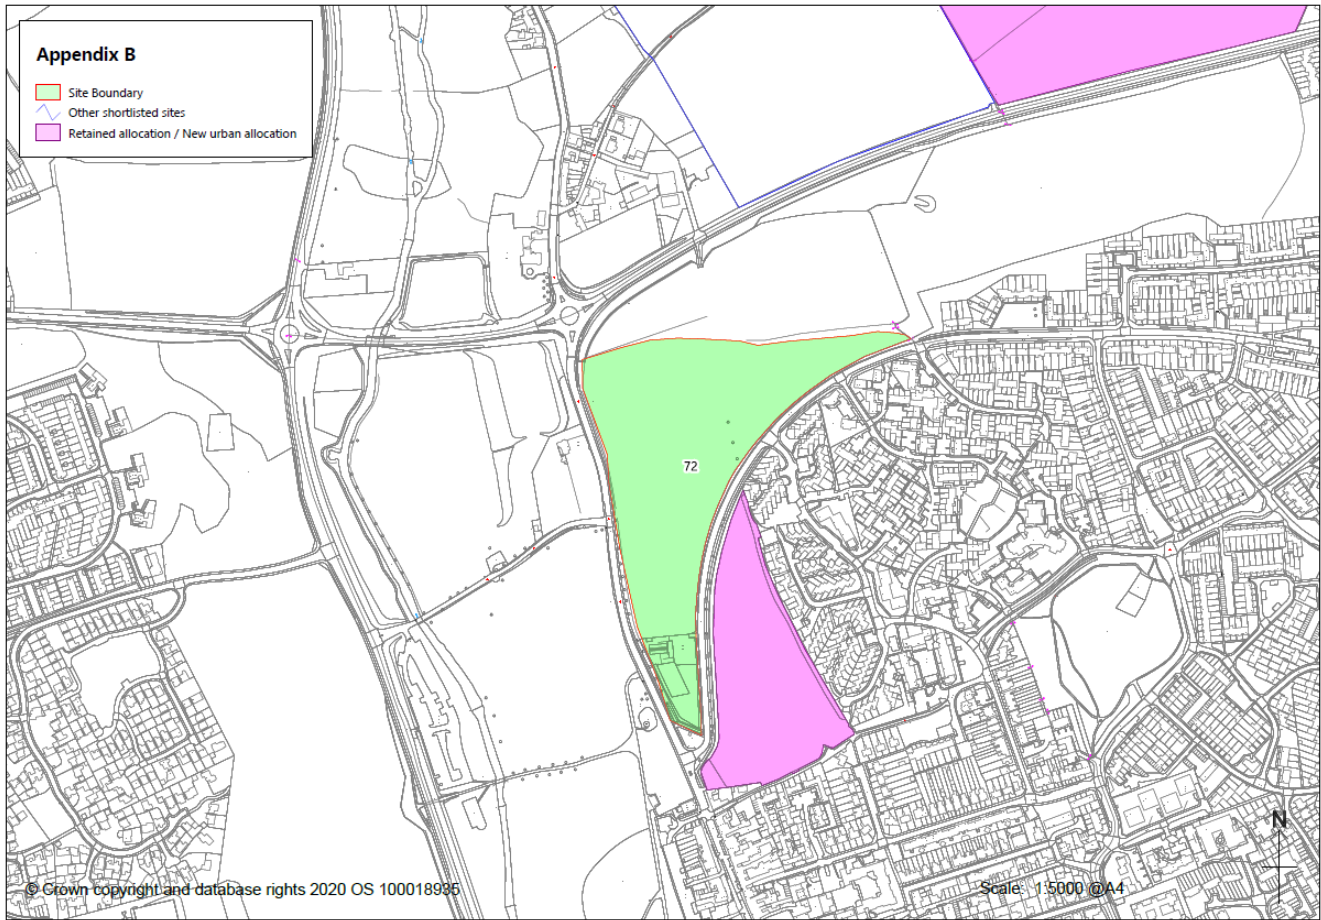 Appendix B
Site Boundary
Other shortlisted sites
Retained allocation / New urban allocation
72
N
© Crown copyright and database rights 2020 OS 100018935
Scale: 1:5000 @A4